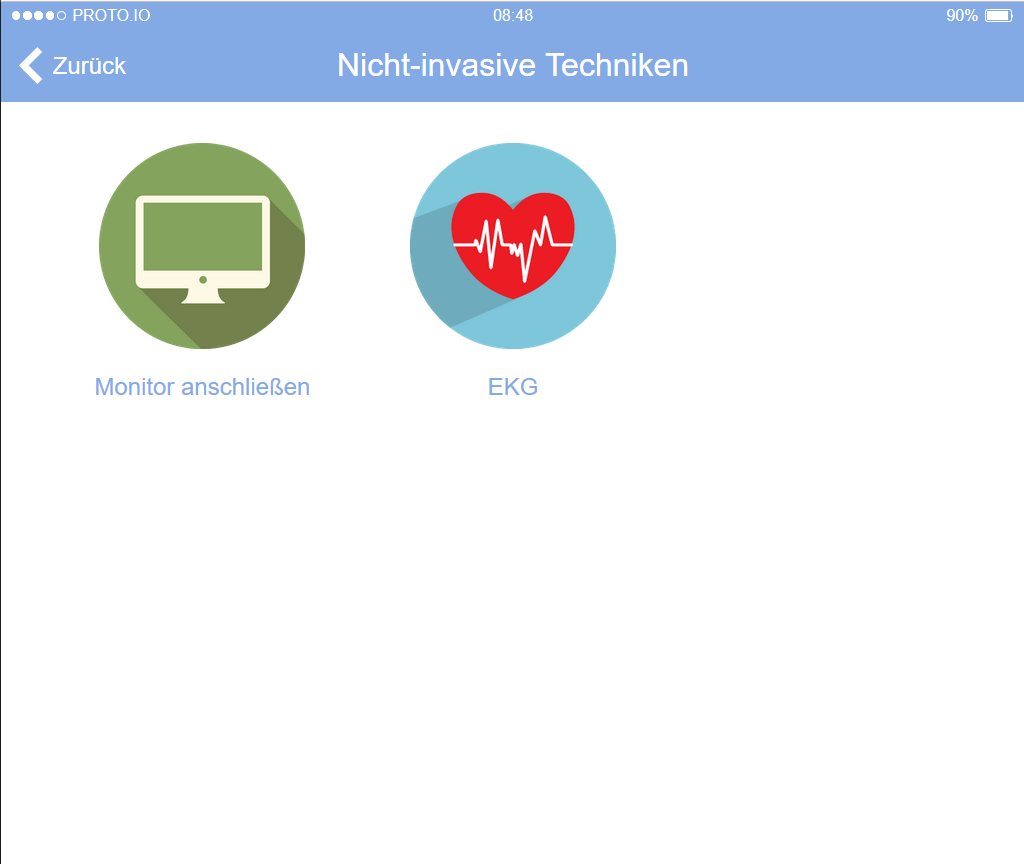 PROTO.IO 08:48 90%
Zurück Nicht-invasive Techniken
Monitor anschließen EKG